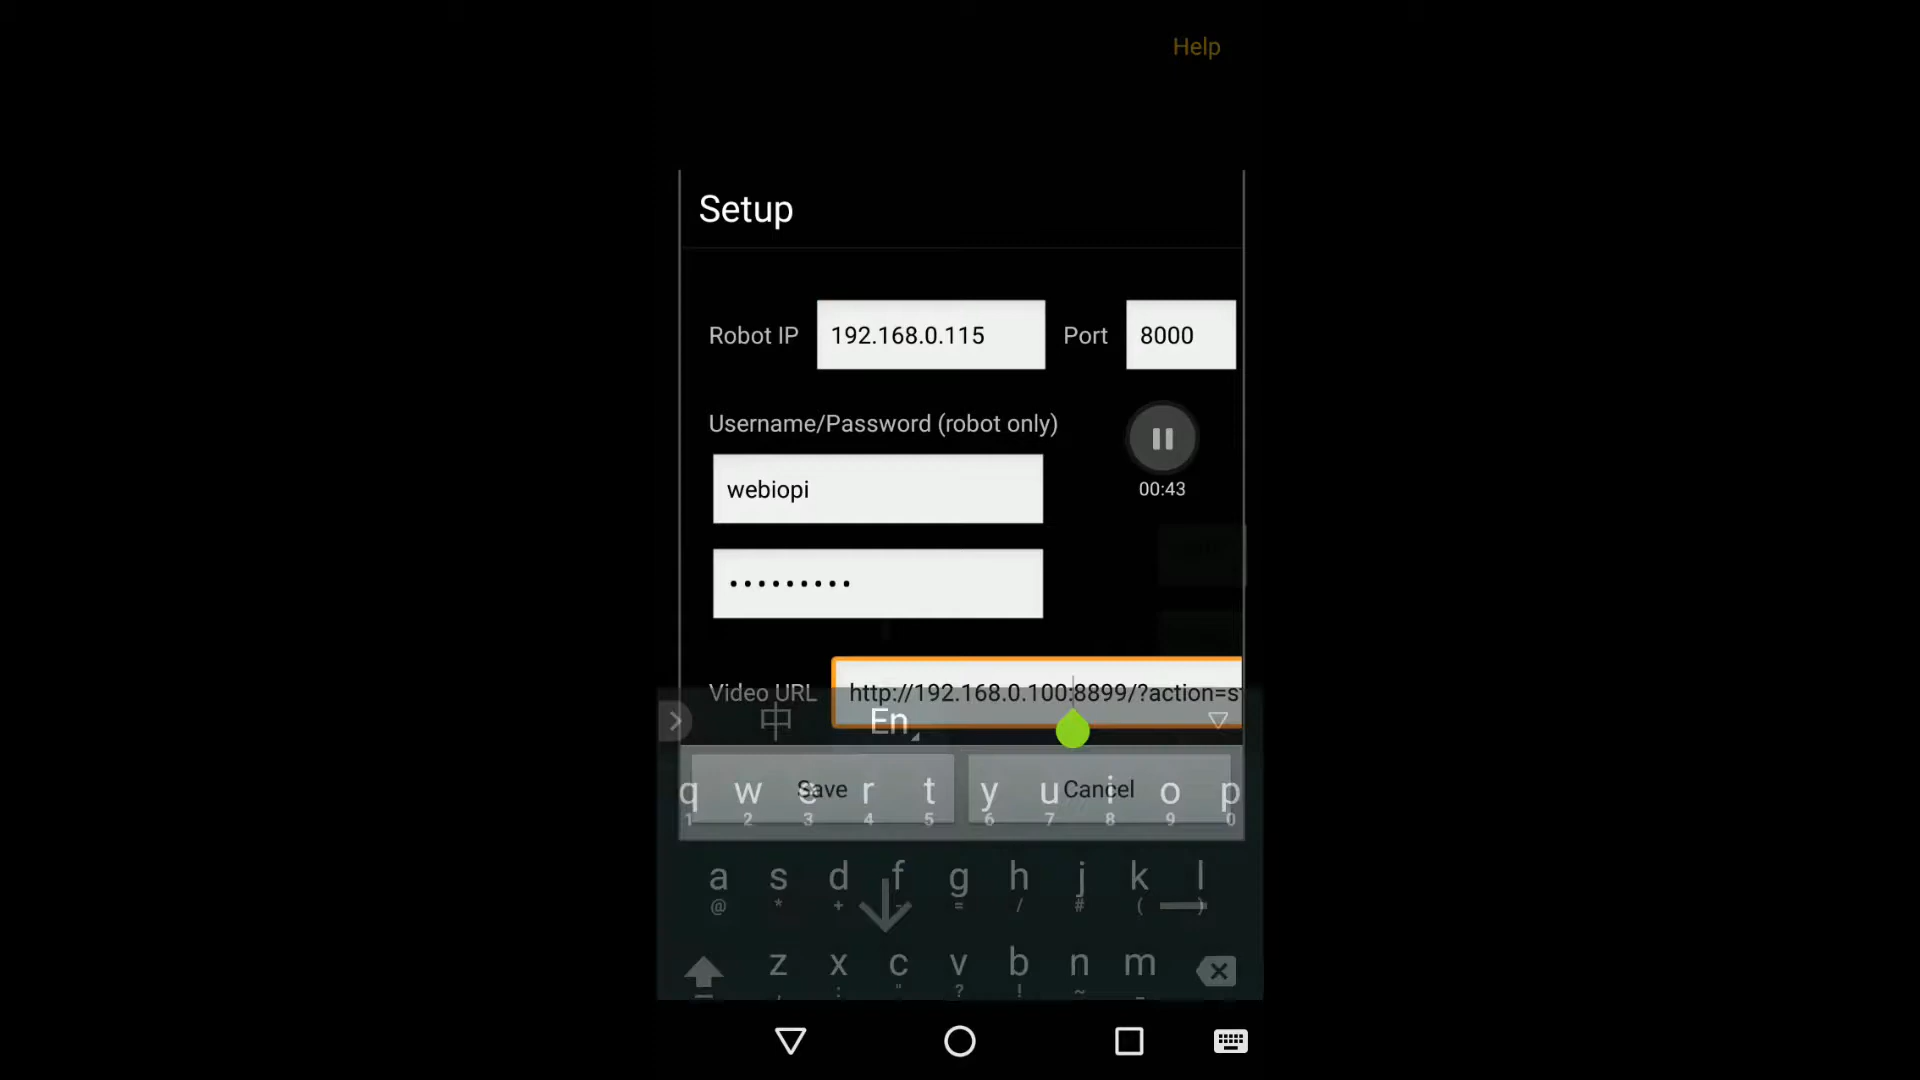 Help
Setup
Robot IP 192.168.0.115 Port 8000
Username/Password (robot only)
webiopi
00:43
•••••••••
Video URL http://192.168.0.100:8899/?action=s
中 En
Save Cancel
q w e r t y u i o p
1 2 3 4 5 6 7 8 9 0
a s d f g h j k l
@ * + - = / # ( )
z x c v b n m
, : " ? ! ~ _